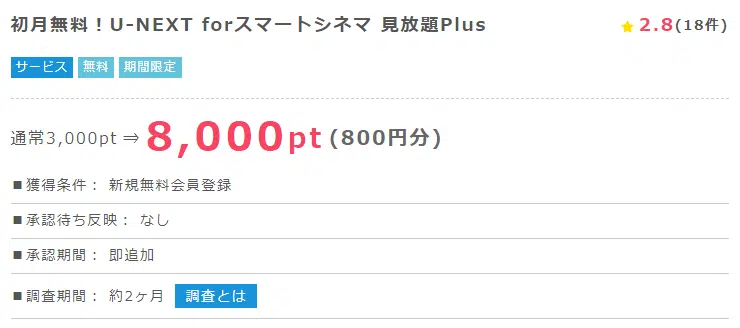 初月無料！U-NEXT forスマートシネマ 見放題Plus ★ 2.8(18件)
サービス 無料 期間限定
通常3,000pt ⇒ 8,000pt (800円分)
■獲得条件： 新規無料会員登録
■承認待ち反映： なし
■承認期間： 即追加
■調査期間： 約2ヶ月 調査とは